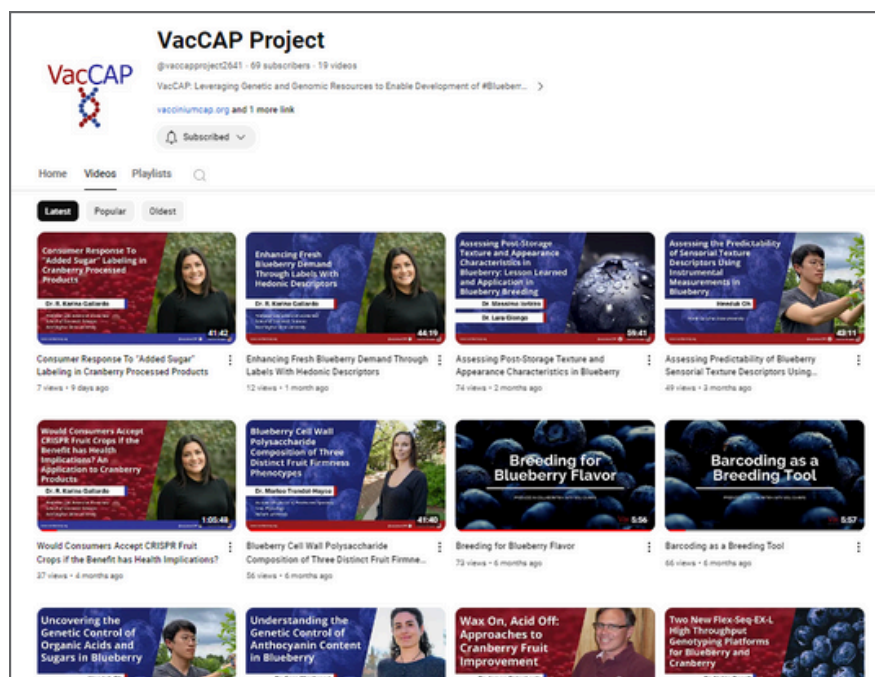 VacCAP Project
VacCAP
@vaccapproject2641 · 69 subscribers · 19 videos
VacCAP: Leveraging Genetic and Genomic Resources to Enable Development of #Blueberr...
vacciniumcap.org and 1 more link
Subscribed
Home Videos Playlists
Latest Popular Oldest
Consumer Response To
"Added Sugar" Labeling in
Cranberry Processed
Products
Dr. R. Karina Gallardo
41:42
Enhancing Fresh
Blueberry Demand
Through Labels With
Hedonic Descriptors
Dr. R. Karina Gallardo
44:19
Assessing Post-Storage
Texture and Appearance
Characteristics in
Blueberry: Lesson Learned
and Application in
Blueberry Breeding
Dr. Massimo Iorizzo
Dr. Lara Giongo
59:41
Assessing the Predictability
of Sensorial Texture
Descriptors Using
Instrumental
Measurements in
Blueberry
Heeduk Oh
43:11
Consumer Response To "Added Sugar"
Labeling in Cranberry Processed Products
7 views · 9 days ago
Enhancing Fresh Blueberry Demand Through
Labels With Hedonic Descriptors
12 views · 1 month ago
Assessing Post-Storage Texture and
Appearance Characteristics in Blueberry
74 views · 2 months ago
Assessing Predictability of Blueberry
Sensorial Texture Descriptors Using...
49 views · 3 months ago
Would Consumers Accept
CRISPR Fruit Crops if the
Benefit has Health
Implications? An
Application to Cranberry
Products
Dr. R. Karina Gallardo
1:05:48
Blueberry Cell Wall
Polysaccharide
Composition of Three
Distinct Fruit Firmness
Phenotypes
41:40
Breeding for
Blueberry Flavor
5:56
Barcoding as a
Breeding Tool
5:57
Would Consumers Accept CRISPR Fruit
Crops if the Benefit has Health Implications?
37 views · 4 months ago
Blueberry Cell Wall Polysaccharide
Composition of Three Distinct Fruit Firmne...
56 views · 6 months ago
Breeding for Blueberry Flavor
73 views · 6 months ago
Barcoding as a Breeding Tool
66 views · 6 months ago
Uncovering the
Genetic Control of
Organic Acids and
Sugars in Blueberry
Understanding the
Genetic Control of
Anthocyanin Content
in Blueberry
Wax On, Acid Off:
Approaches to
Cranberry Fruit
Improvement
Two New Flex-Seq-EX-L
High Throughput
Genotyping Platforms
for Blueberry and
Cranberry